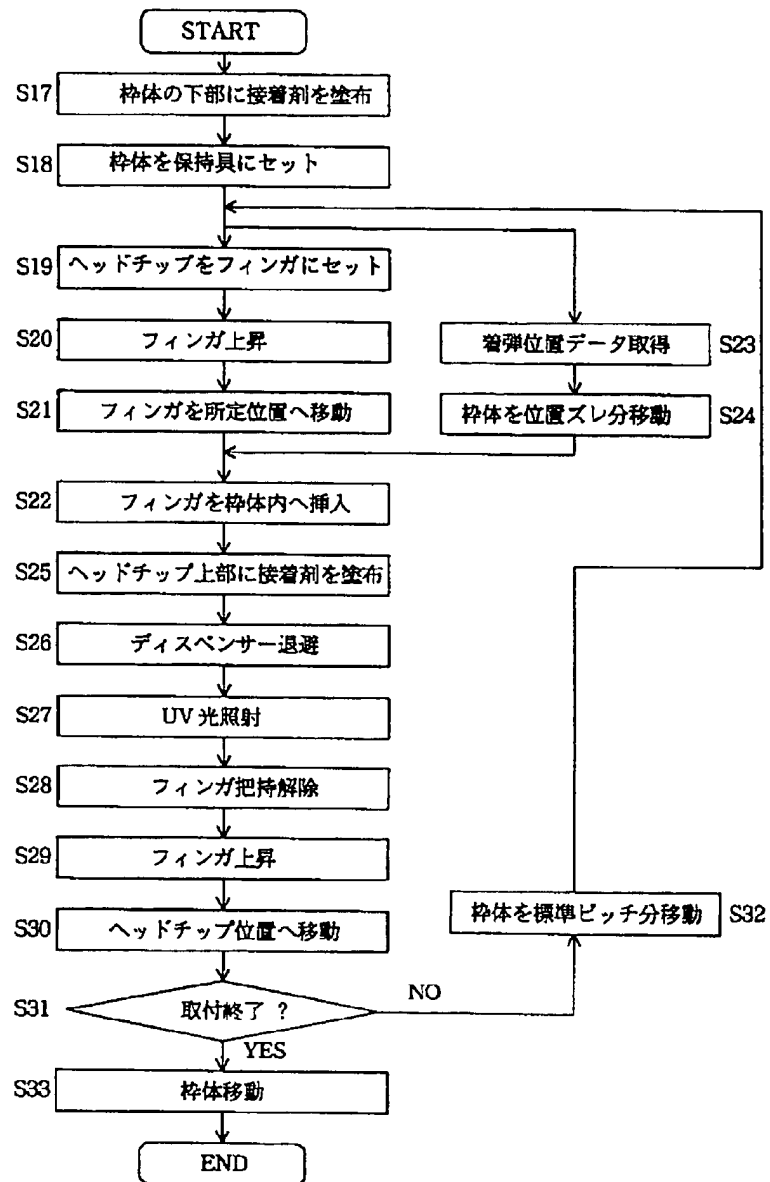 START
S17 枠体の下部に接着剤を塗布
S18 枠体を保持具にセット
S19 ヘッドチップをフィンガにセット
S20 フィンガ上昇
着弾位置データ取得 S23
S21 フィンガを所定位置へ移動
枠体を位置ズレ分移動 S24
S22 フィンガを枠体内へ挿入
S25 ヘッドチップ上部に接着剤を塗布
S26 ディスペンサー退避
S27 UV光照射
S28 フィンガ把持解除
S29 フィンガ上昇
S30 ヘッドチップ位置へ移動
枠体を標準ピッチ分移動 S32
S31 取付終了 ?
NO
YES
S33 枠体移動
END